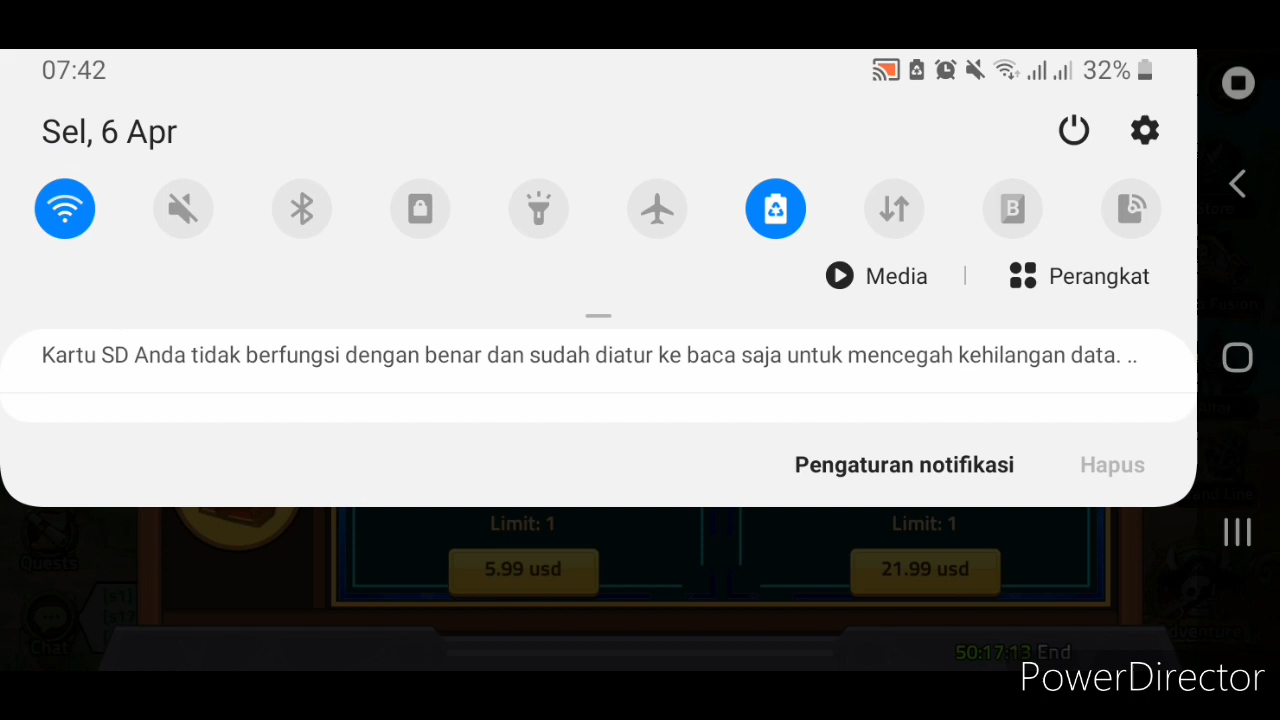 07:42
32%
Sel, 6 Apr
B
Media
Perangkat
Kartu SD Anda tidak berfungsi dengan benar dan sudah diatur ke baca saja untuk mencegah kehilangan data. ..
Pengaturan notifikasi
Hapus
Limit: 1
Limit: 1
5.99 usd
21.99 usd
Quests
Chat
[s1]
50:17:13 End
PowerDirector